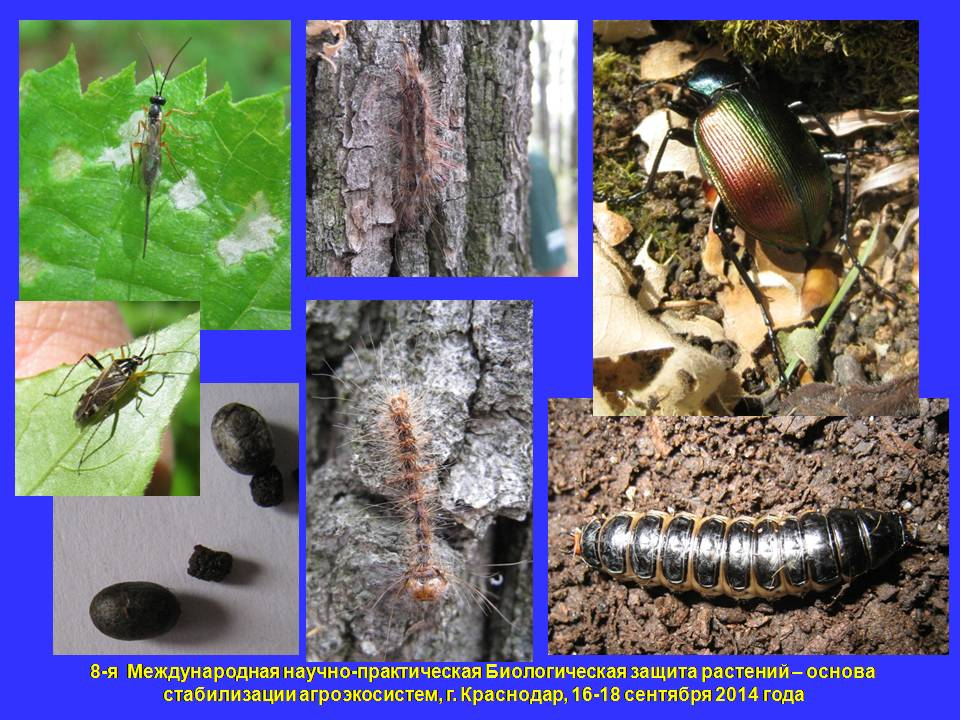 8-я Международная научно-практическая Биологическая защита растений – основа
стабилизации агроэкосистем, г. Краснодар, 16-18 сентября 2014 года